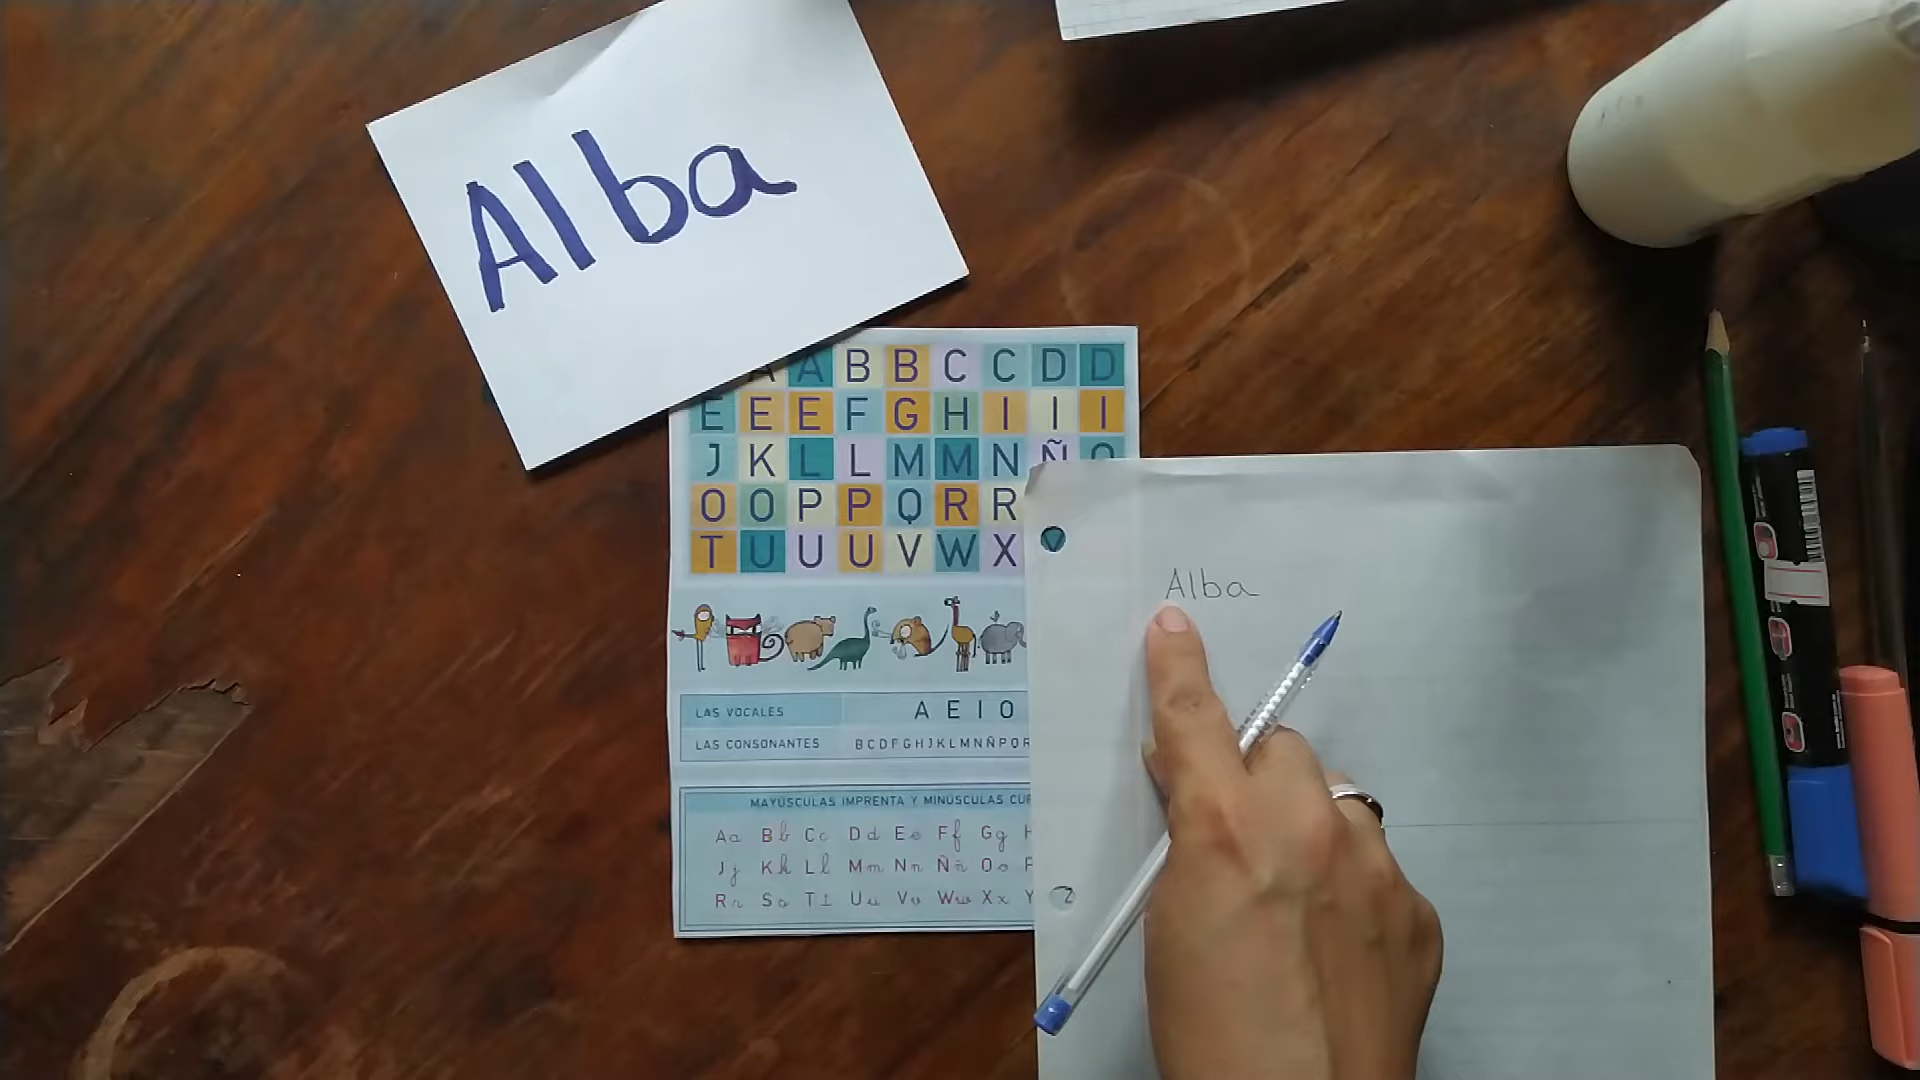 Alba
A A B B C C D D
E E E F G H I I I
J K L L M M N Ñ O
O O P P Q R R
T U U U V W X
Alba
LAS VOCALES A E I O
LAS CONSONANTES B C D F G H J K L M N Ñ P Q R
MAYÚSCULAS IMPRENTA Y MINÚSCULAS CUR
Aa Bb Cc Dd Ee Ff Gg H
Jj Kk Ll Mm Nn Ññ Oo P
Rr Ss Tt Uu Vv Ww Xx Y